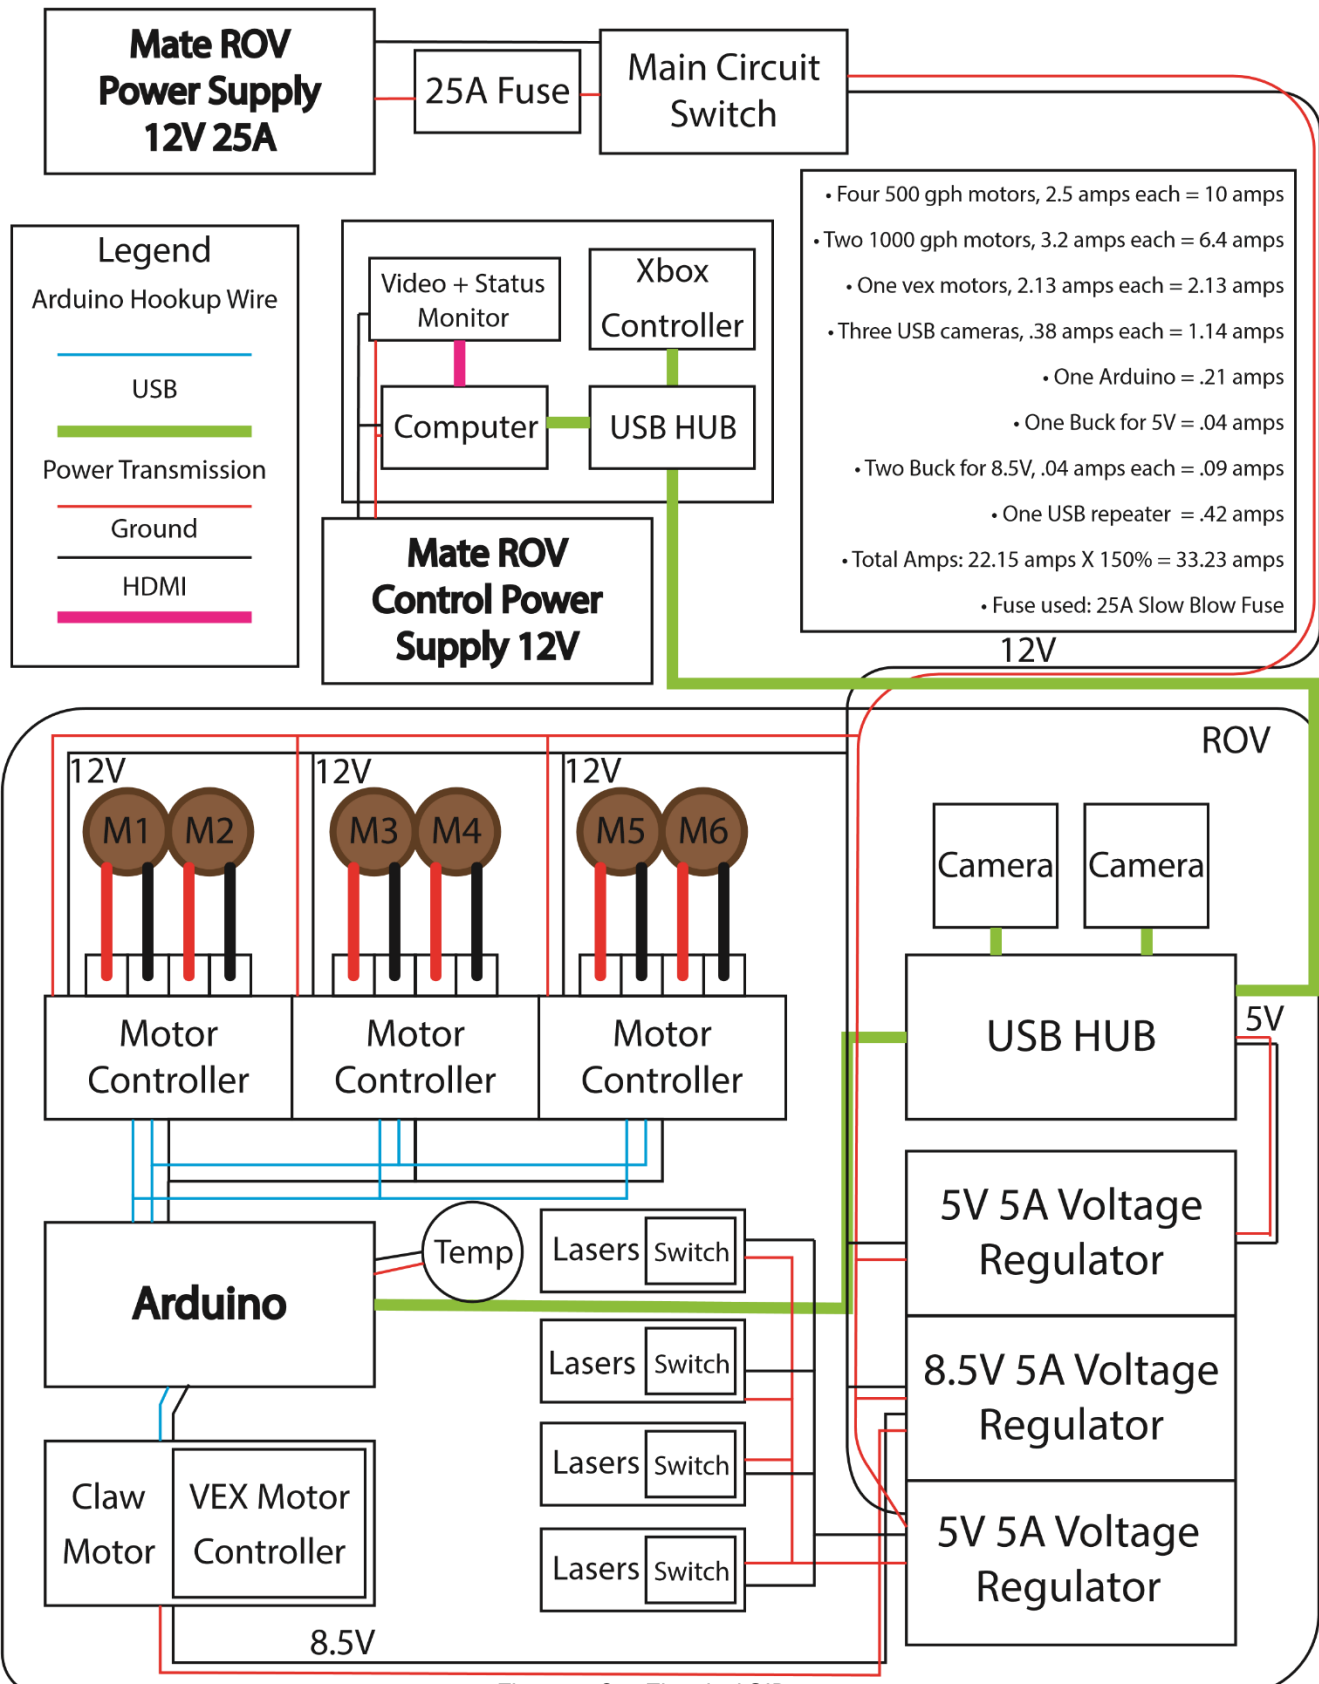 Mate ROV
Power Supply
12V 25A
25A Fuse
Main Circuit
Switch
• Four 500 gph motors, 2.5 amps each = 10 amps
• Two 1000 gph motors, 3.2 amps each = 6.4 amps
• One vex motors, 2.13 amps each = 2.13 amps
• Three USB cameras, .38 amps each = 1.14 amps
• One Arduino = .21 amps
• One Buck for 5V = .04 amps
• Two Buck for 8.5V, .04 amps each = .09 amps
• One USB repeater = .42 amps
• Total Amps: 22.15 amps X 150% = 33.23 amps
• Fuse used: 25A Slow Blow Fuse
Legend
Arduino Hookup Wire
USB
Power Transmission
Ground
HDMI
Video + Status
Monitor
Xbox
Controller
Computer
USB HUB
Mate ROV
Control Power
Supply 12V
12V
ROV
12V
12V
12V
M1
M2
M3
M4
M5
M6
Camera
Camera
Motor
Controller
Motor
Controller
Motor
Controller
USB HUB
5V
Arduino
Temp
Lasers
Switch
Lasers
Switch
Lasers
Switch
Lasers
Switch
5V 5A Voltage
Regulator
8.5V 5A Voltage
Regulator
5V 5A Voltage
Regulator
Claw
Motor
VEX Motor
Controller
8.5V